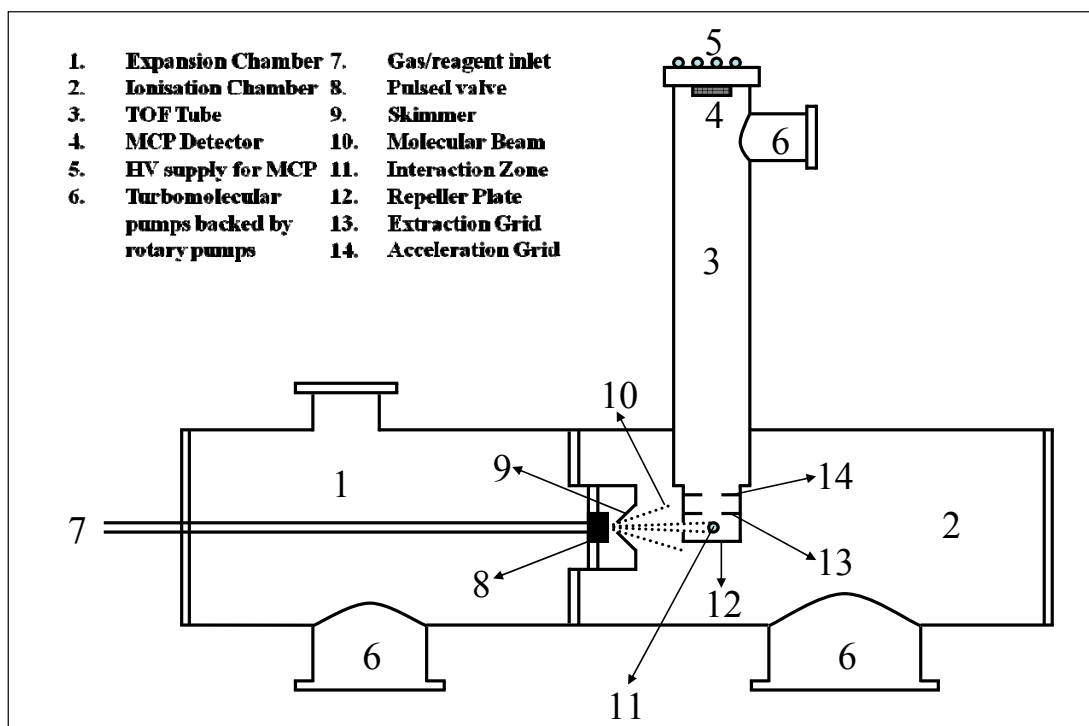 1. Expansion Chamber 7. Gas/reagent inlet
2. Ionisation Chamber 8. Pulsed valve
3. TOF Tube 9. Skimmer
4. MCP Detector 10. Molecular Beam
5. HV supply for MCP 11. Interaction Zone
6. Turbomolecular 12. Repeller Plate
pumps backed by 13. Extraction Grid
rotary pumps 14. Acceleration Grid
5
4
6
3
10
9
14
1
7
2
8
13
12
6
6
11